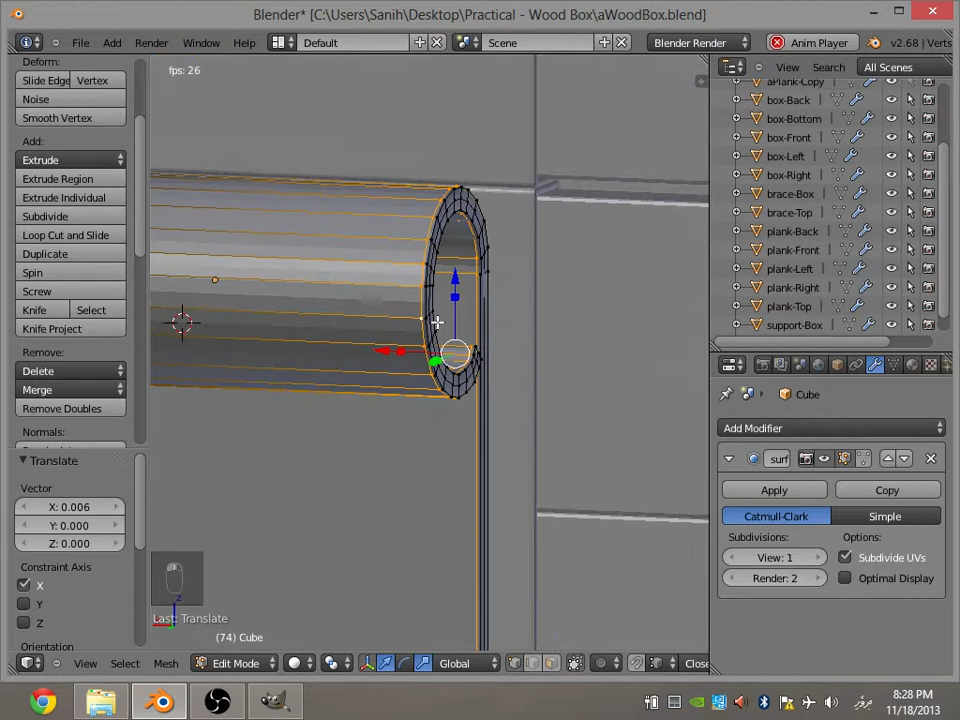 Blender* [C:\Users\Sanih\Desktop\Practical - Wood Box\aWoodBox.blend]
File Add Render Window Help Default Scene Blender Render Anim Player v2.68 | Verts
Deform:
Slide Edge Vertex
Noise
Smooth Vertex
Add:
Extrude
Extrude Region
Extrude Individual
Subdivide
Loop Cut and Slide
Duplicate
Spin
Screw
Knife Select
Knife Project
Remove:
Delete
Merge
Remove Doubles
Normals:
Translate
Vector
X: 0.006
Y: 0.000
Z: 0.000
Constraint Axis
X
Y
Z
Orientation
fps: 26
z
Last: Translate
(74) Cube
View Select Mesh Edit Mode Global Close
View Search All Scenes
aPlank-Copy
box-Back
box-Bottom
box-Front
box-Left
box-Right
brace-Box
brace-Top
plank-Back
plank-Front
plank-Left
plank-Right
plank-Top
support-Box
Cube
Add Modifier
surf
Apply Copy
Catmull-Clark Simple
Subdivisions: Options:
View: 1 Subdivide UVs
Render: 2 Optimal Display
8:28 PM
11/18/2013